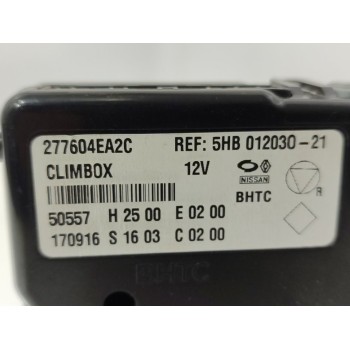 277604EA2C REF: 5HB 012030-21
CLIMBOX 12V
NISSAN
BHTC R
50557 H 25 00 E 02 00
170916 S 16 03 C 02 00
BHTC